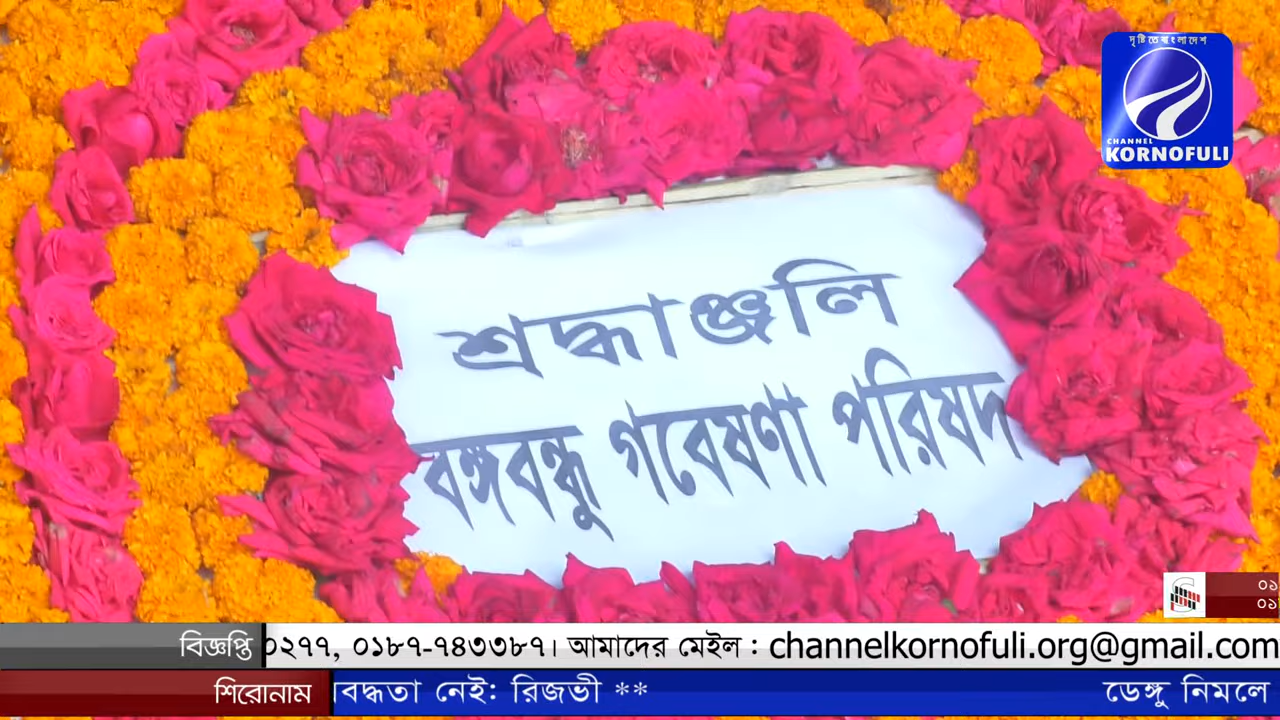 দৃষ্টিতে বাংলাদেশ
CHANNEL
KORNOFULI
শ্রদ্ধাঞ্জলি
বঙ্গবন্ধু গবেষণা পরিষদ
০১
০১
বিজ্ঞপ্তি ০২৭৭, ০১৮৭-৭৪৩৩৮৭। আমাদের মেইল : channelkornofuli.org@gmail.com
শিরোনাম বদ্ধতা নেই: রিজভী ** ডেঙ্গু নিমলে